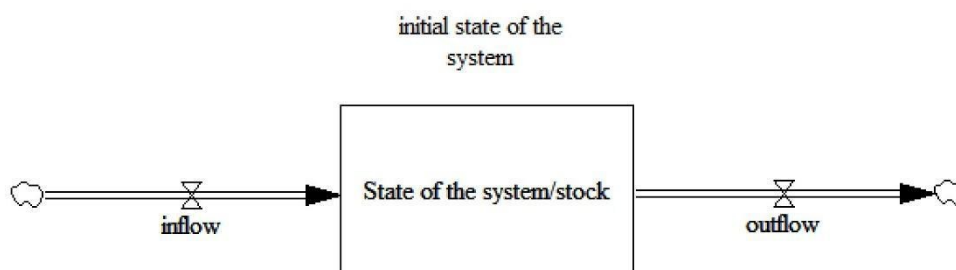 initial state of the
system
State of the system/stock
inflow
outflow